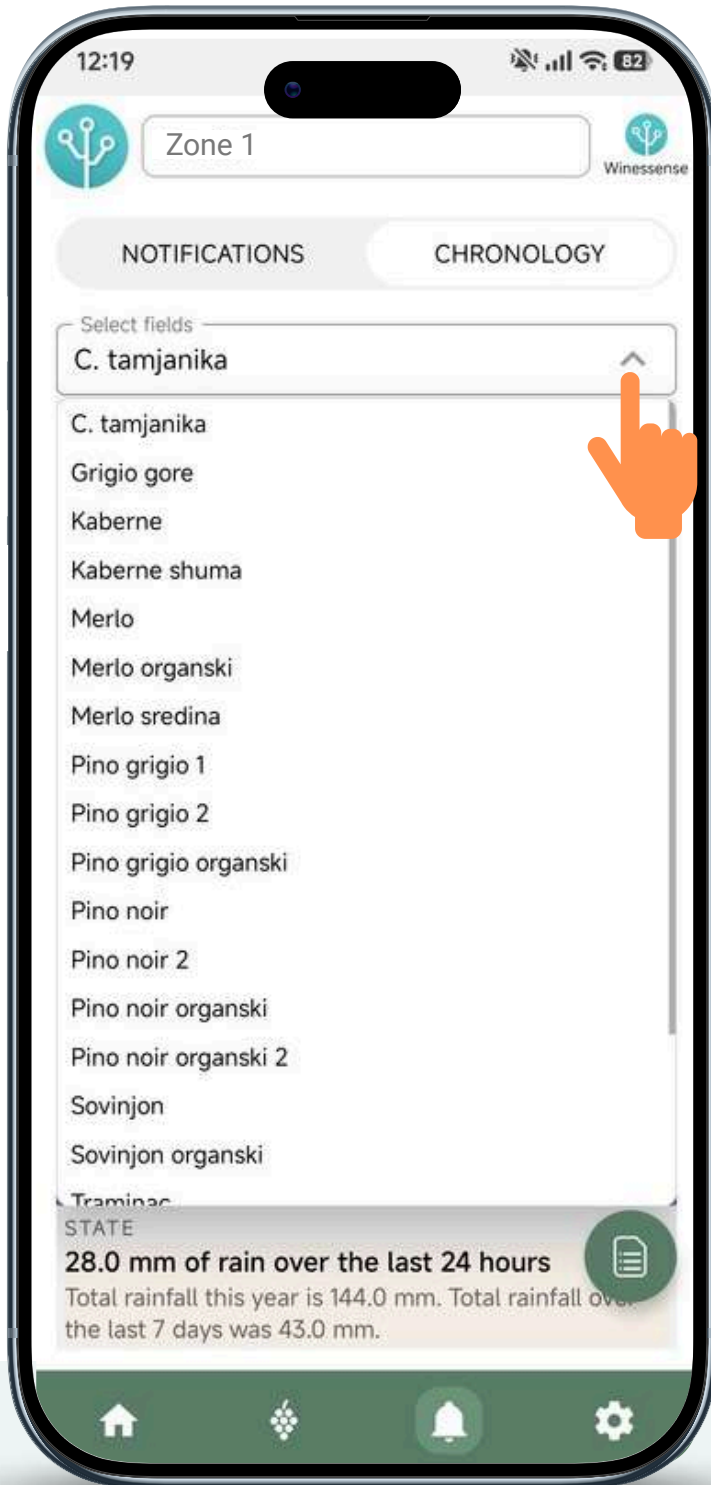 12:19
82
Zone 1
Winessense
NOTIFICATIONS
CHRONOLOGY
Select fields
C. tamjanika
C. tamjanika
Grigio gore
Kaberne
Kaberne shuma
Merlo
Merlo organski
Merlo sredina
Pino grigio 1
Pino grigio 2
Pino grigio organski
Pino noir
Pino noir 2
Pino noir organski
Pino noir organski 2
Sovinjon
Sovinjon organski
Traminac
STATE
28.0 mm of rain over the last 24 hours
Total rainfall this year is 144.0 mm. Total rainfall over
the last 7 days was 43.0 mm.